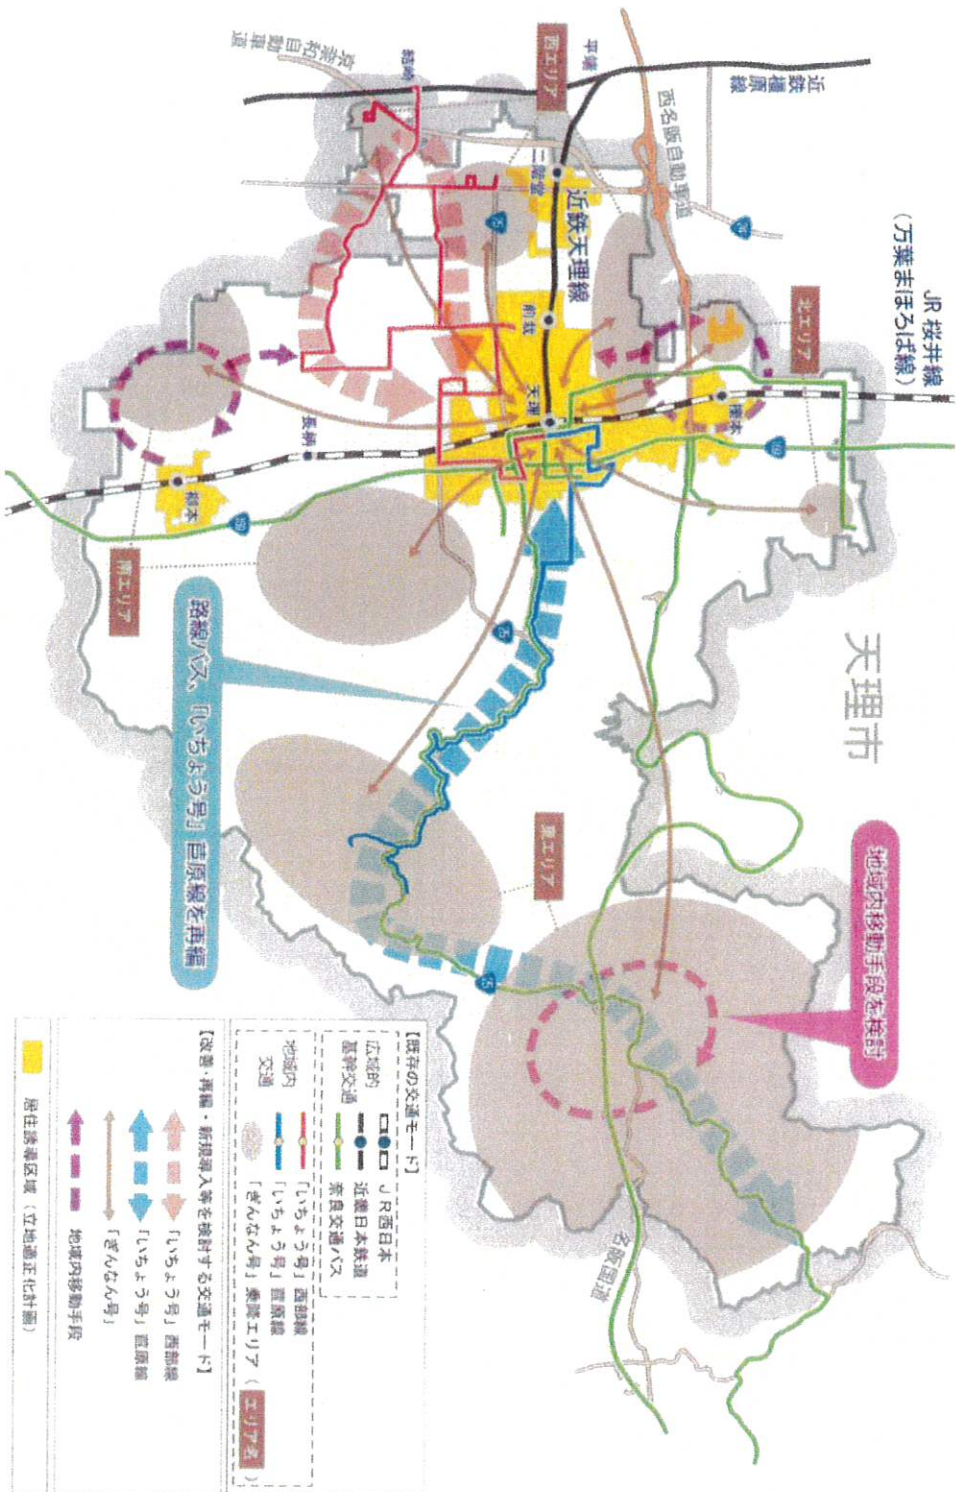 天理市
JR 桜井線
（万葉まほろば線）
近鉄橿原線
平端
西名阪自動車道
京奈和自動車道
結崎
西エリア
二階堂
近鉄天理線
前栽
天理
北エリア
櫟本
169
25
長柄
柳本
169
南エリア
25
東エリア
25
名阪国道
地域内移動手段を検討
路線バス、「いちょう号」苣原線を再編
【既存の交通モード】
広域的基幹交通
ＪＲ西日本
近畿日本鉄道
奈良交通バス
地域内交通
「いちょう号」西部線
「いちょう号」苣原線
「ぎんなん号」乗降エリア（エリア名）
【改善・再編・新規導入等を検討する交通モード】
「いちょう号」西部線
「いちょう号」苣原線
「ぎんなん号」
地域内移動手段
居住誘導区域（立地適正化計画）